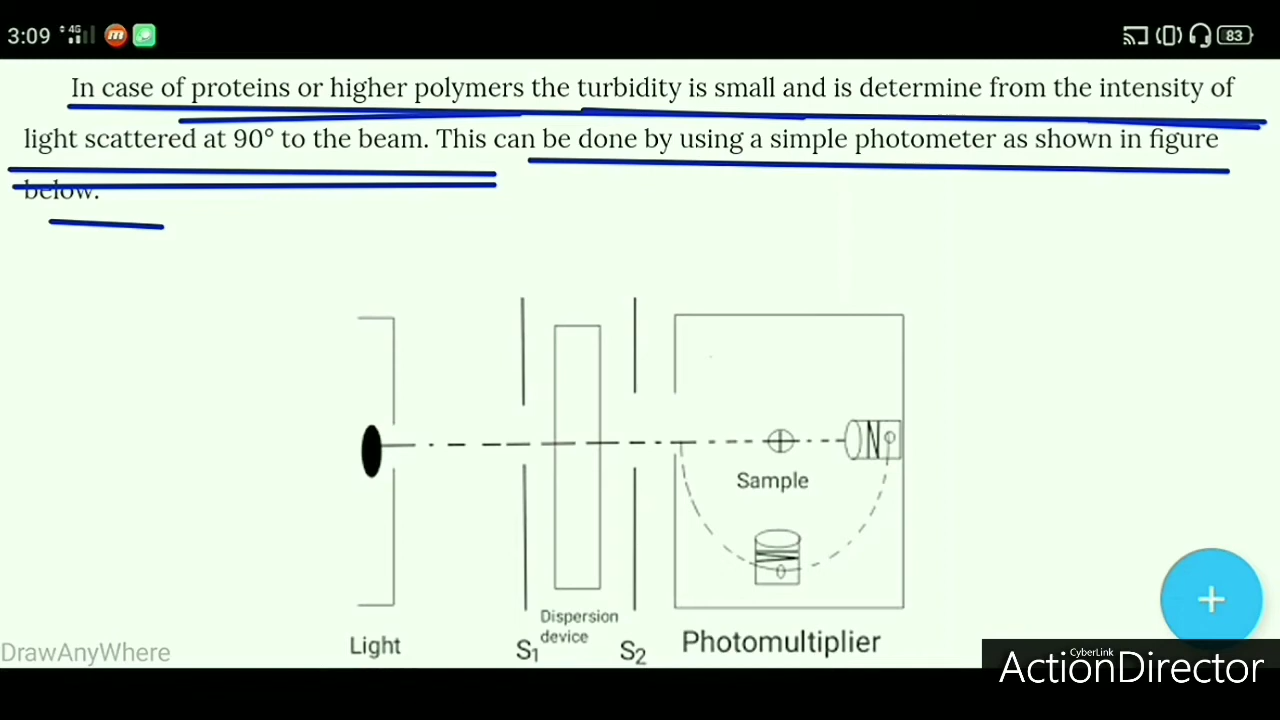 3:09 4G 83
In case of proteins or higher polymers the turbidity is small and is determine from the intensity of
light scattered at 90° to the beam. This can be done by using a simple photometer as shown in figure
below.
Sample
Light
S1
Dispersion
device
S2
Photomultiplier
+
DrawAnyWhere
CyberLink
ActionDirector